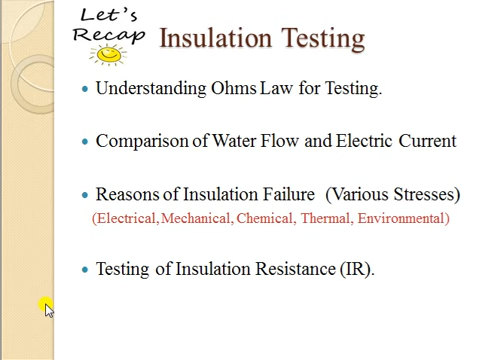 Let's
Recap
Insulation Testing
• Understanding Ohms Law for Testing.
• Comparison of Water Flow and Electric Current
• Reasons of Insulation Failure (Various Stresses)
(Electrical, Mechanical, Chemical, Thermal, Environmental)
• Testing of Insulation Resistance (IR).